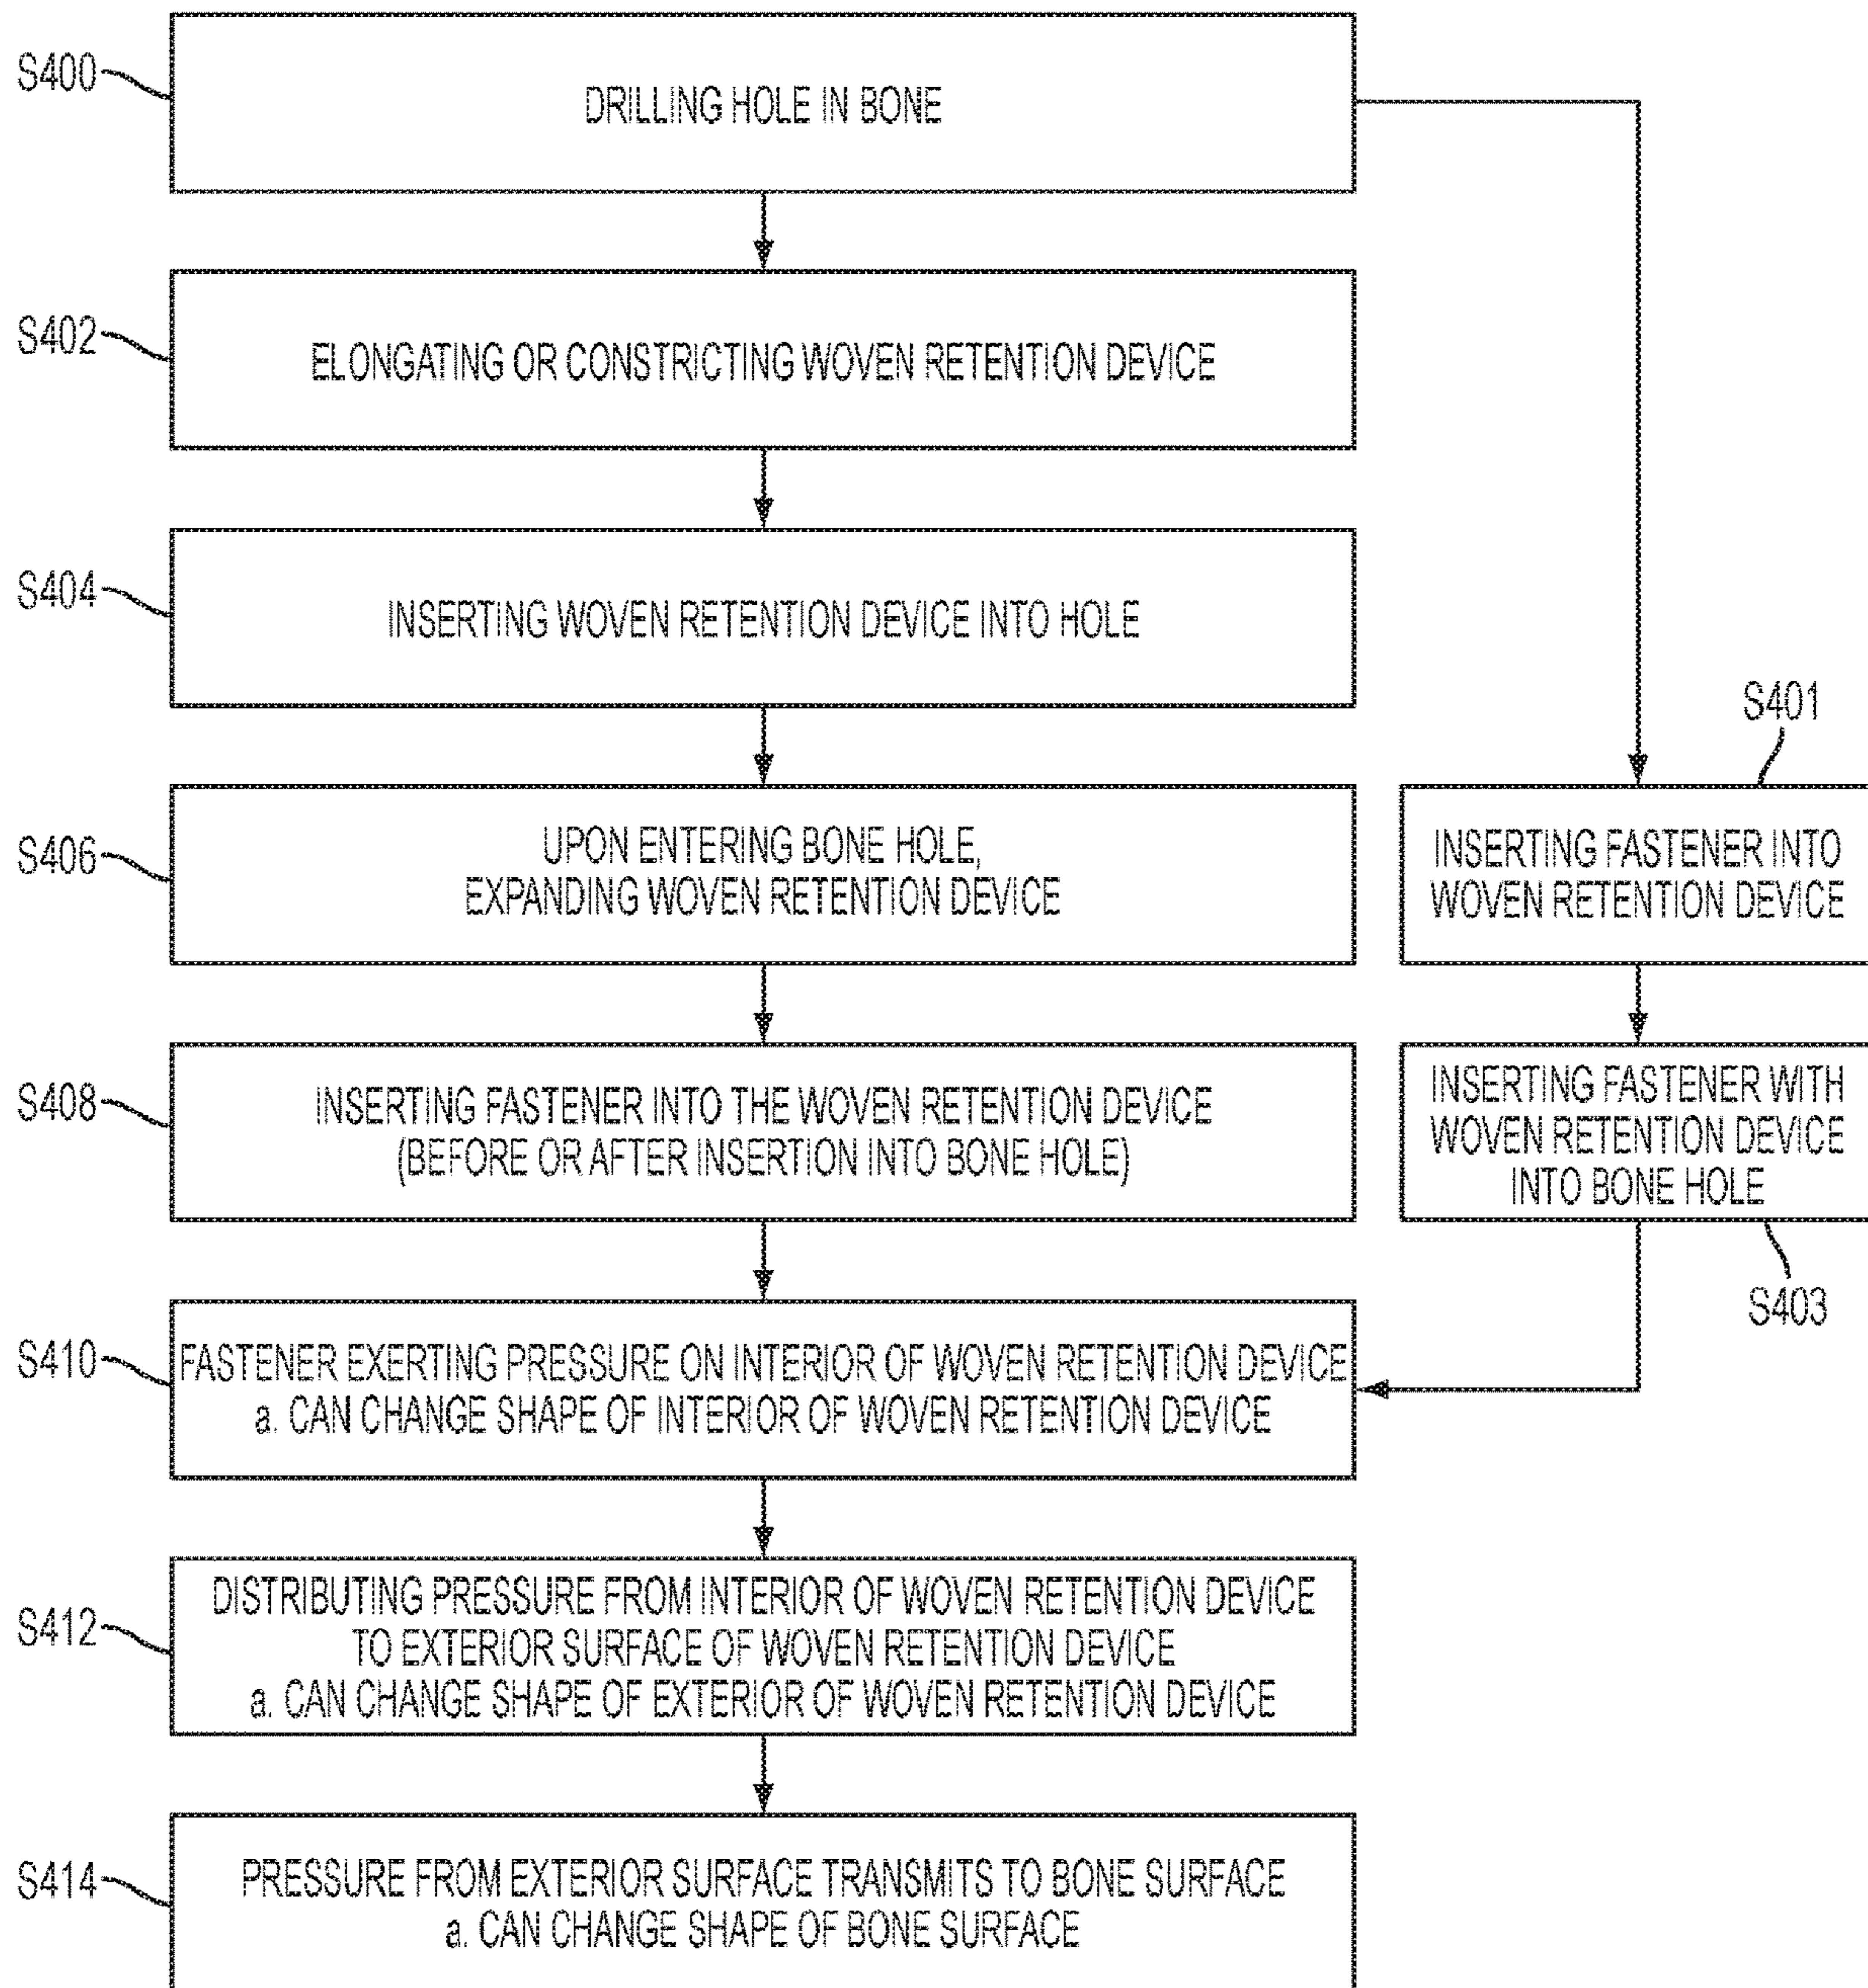 S400
DRILLING HOLE IN BONE
S402
ELONGATING OR CONSTRICTING WOVEN RETENTION DEVICE
S404
INSERTING WOVEN RETENTION DEVICE INTO HOLE
S406
UPON ENTERING BONE HOLE,
EXPANDING WOVEN RETENTION DEVICE
S401
INSERTING FASTENER INTO
WOVEN RETENTION DEVICE
S408
INSERTING FASTENER INTO THE WOVEN RETENTION DEVICE
(BEFORE OR AFTER INSERTION INTO BONE HOLE)
INSERTING FASTENER WITH
WOVEN RETENTION DEVICE
INTO BONE HOLE
S403
S410
FASTENER EXERTING PRESSURE ON INTERIOR OF WOVEN RETENTION DEVICE
a. CAN CHANGE SHAPE OF INTERIOR OF WOVEN RETENTION DEVICE
S412
DISTRIBUTING PRESSURE FROM INTERIOR OF WOVEN RETENTION DEVICE
TO EXTERIOR SURFACE OF WOVEN RETENTION DEVICE
a. CAN CHANGE SHAPE OF EXTERIOR OF WOVEN RETENTION DEVICE
S414
PRESSURE FROM EXTERIOR SURFACE TRANSMITS TO BONE SURFACE
a. CAN CHANGE SHAPE OF BONE SURFACE